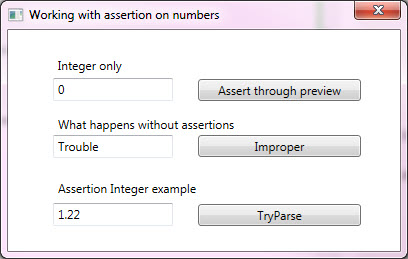 Working with assertion on numbers
Integer only
0 Assert through preview
What happens without assertions
Trouble Improper
Assertion Integer example
1.22 TryParse